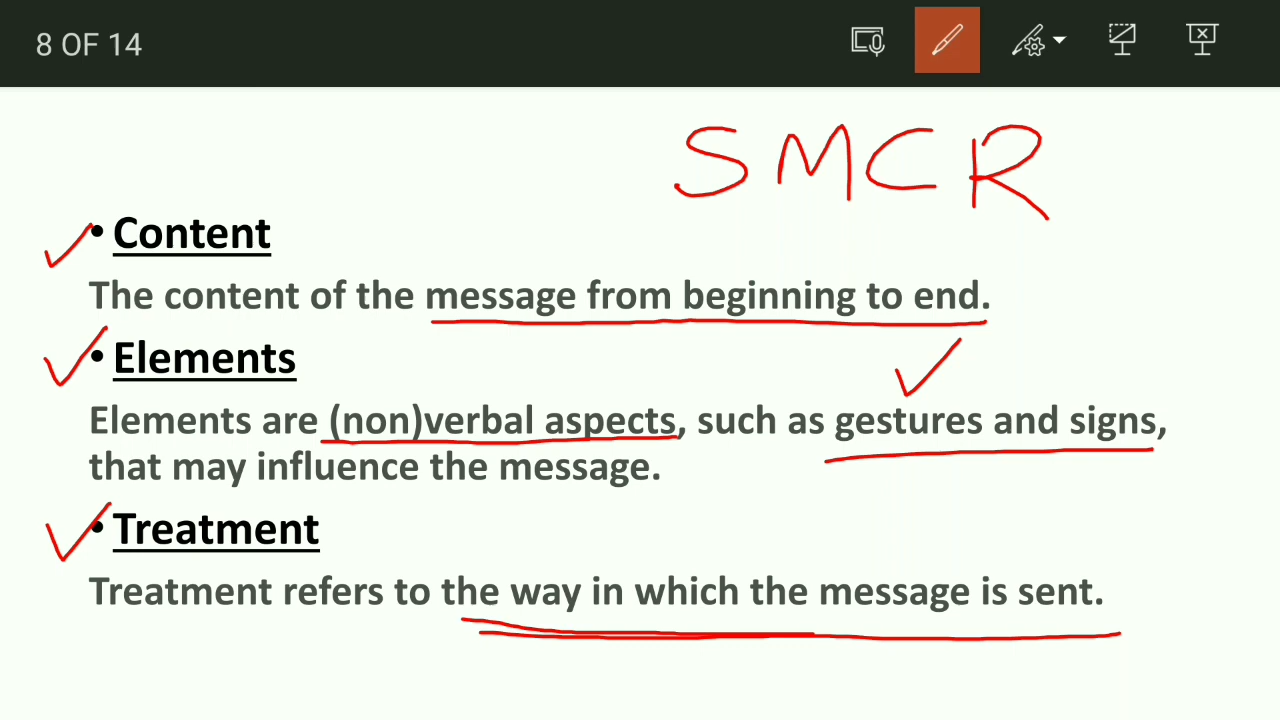 8 OF 14
SMCR
• Content
The content of the message from beginning to end.
• Elements
Elements are (non)verbal aspects, such as gestures and signs,
that may influence the message.
• Treatment
Treatment refers to the way in which the message is sent.